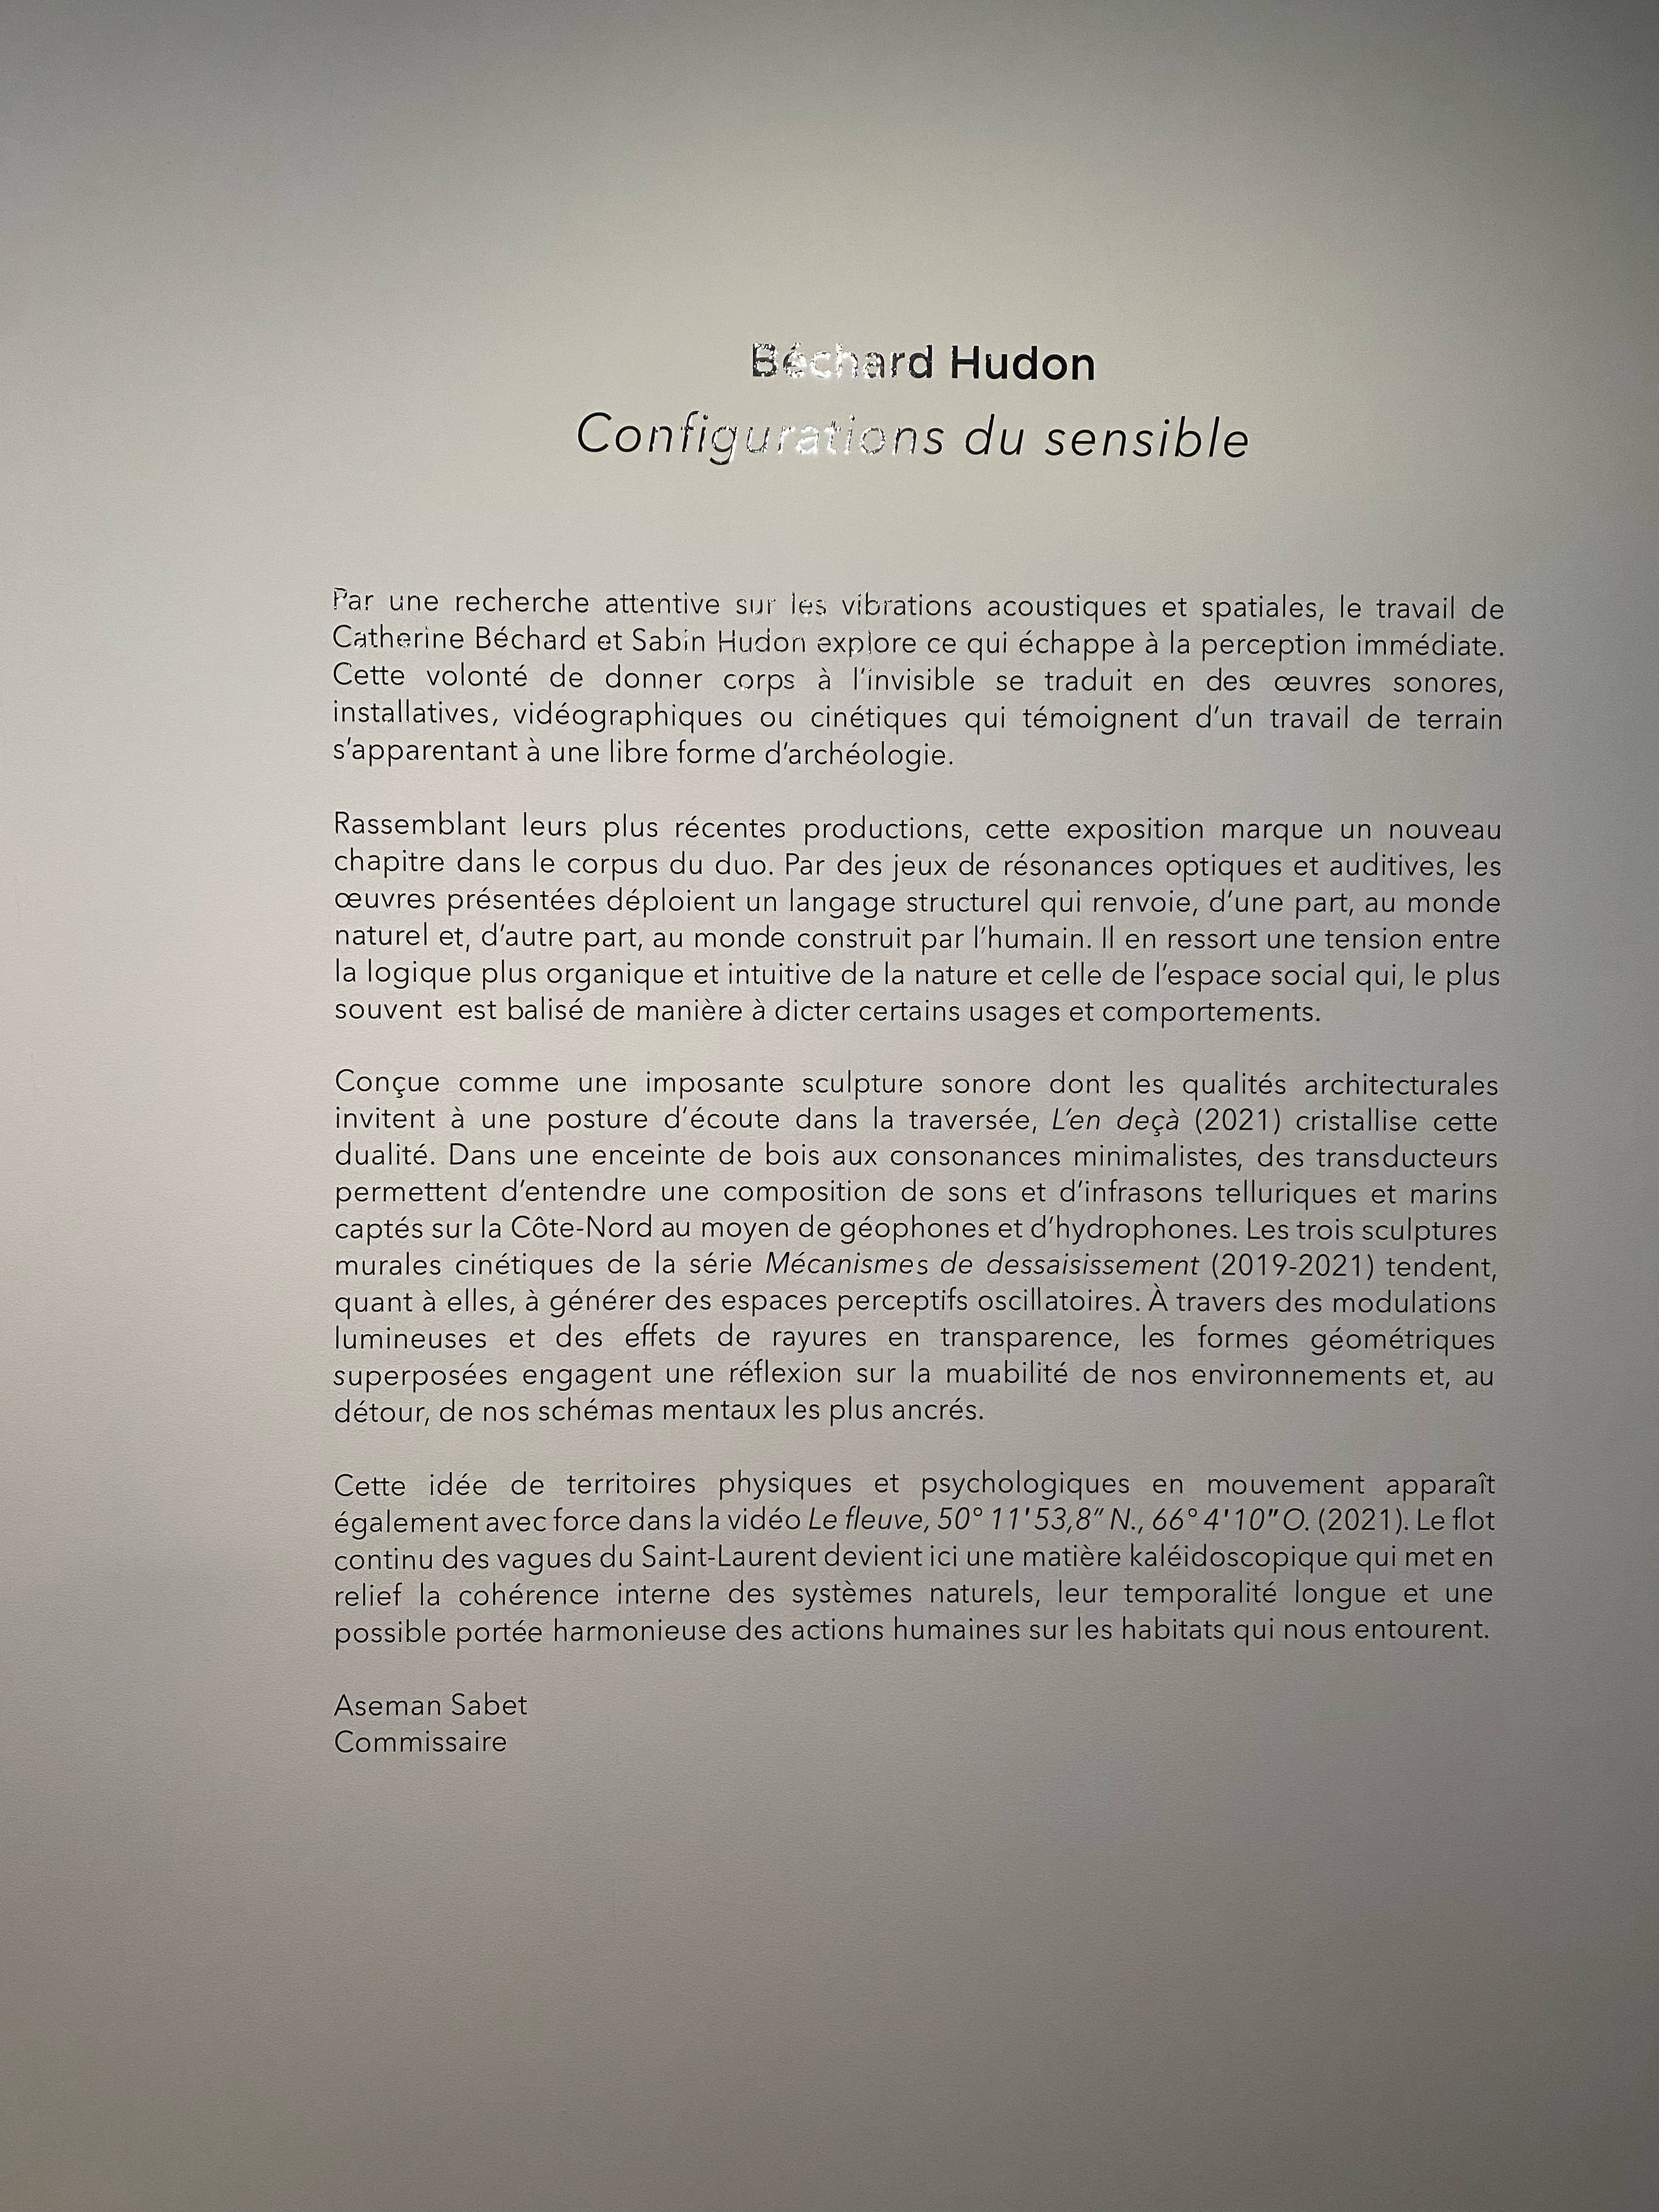 Béchard Hudon
Configurations du sensible
Par une recherche attentive sur les vibrations acoustiques et spatiales, le travail de
Catherine Béchard et Sabin Hudon explore ce qui échappe à la perception immédiate.
Cette volonté de donner corps à l’invisible se traduit en des œuvres sonores,
installatives, vidéographiques ou cinétiques qui témoignent d’un travail de terrain
s’apparentant à une libre forme d’archéologie.
Rassemblant leurs plus récentes productions, cette exposition marque un nouveau
chapitre dans le corpus du duo. Par des jeux de résonances optiques et auditives, les
œuvres présentées déploient un langage structurel qui renvoie, d’une part, au monde
naturel et, d’autre part, au monde construit par l’humain. Il en ressort une tension entre
la logique plus organique et intuitive de la nature et celle de l’espace social qui, le plus
souvent est balisé de manière à dicter certains usages et comportements.
Conçue comme une imposante sculpture sonore dont les qualités architecturales
invitent à une posture d’écoute dans la traversée, L’en deçà (2021) cristallise cette
dualité. Dans une enceinte de bois aux consonances minimalistes, des transducteurs
permettent d’entendre une composition de sons et d’infrasons telluriques et marins
captés sur la Côte-Nord au moyen de géophones et d’hydrophones. Les trois sculptures
murales cinétiques de la série Mécanismes de dessaisissement (2019-2021) tendent,
quant à elles, à générer des espaces perceptifs oscillatoires. À travers des modulations
lumineuses et des effets de rayures en transparence, les formes géométriques
superposées engagent une réflexion sur la muabilité de nos environnements et, au
détour, de nos schémas mentaux les plus ancrés.
Cette idée de territoires physiques et psychologiques en mouvement apparaît
également avec force dans la vidéo Le fleuve, 50° 11' 53,8” N., 66° 4' 10" O. (2021). Le flot
continu des vagues du Saint-Laurent devient ici une matière kaléidoscopique qui met en
relief la cohérence interne des systèmes naturels, leur temporalité longue et une
possible portée harmonieuse des actions humaines sur les habitats qui nous entourent.
Aseman Sabet
Commissaire